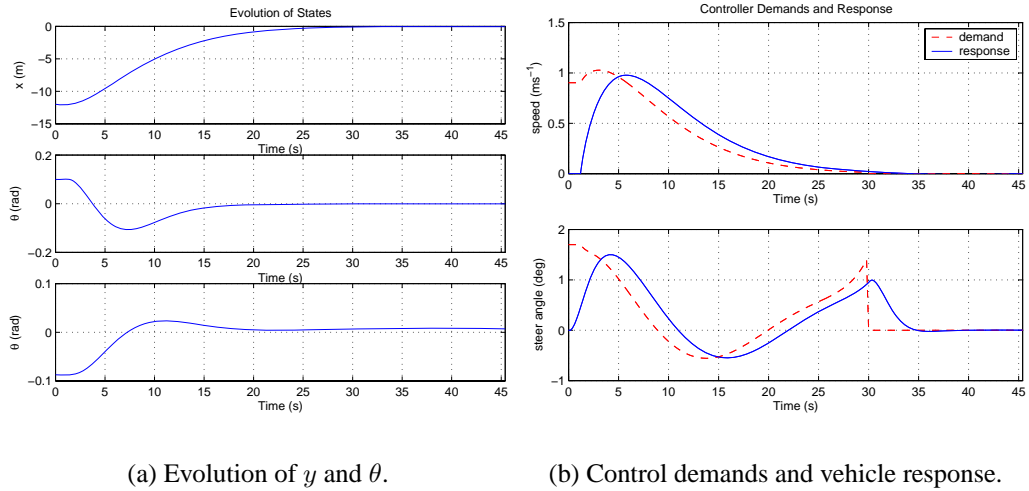 Evolution of States
0
−5
−10
−15
x (m)
0 5 10 15 20 25 30 35 40 45
Time (s)
0.2
0
−0.2
θ (rad)
0 5 10 15 20 25 30 35 40 45
Time (s)
0.1
0
−0.1
θ (rad)
0 5 10 15 20 25 30 35 40 45
Time (s)
(a) Evolution of y and θ.
Controller Demands and Response
demand
response
1.5
1
0.5
0
speed (ms⁻¹)
0 5 10 15 20 25 30 35 40 45
Time (s)
2
1
0
−1
steer angle (deg)
0 5 10 15 20 25 30 35 40 45
Time (s)
(b) Control demands and vehicle response.